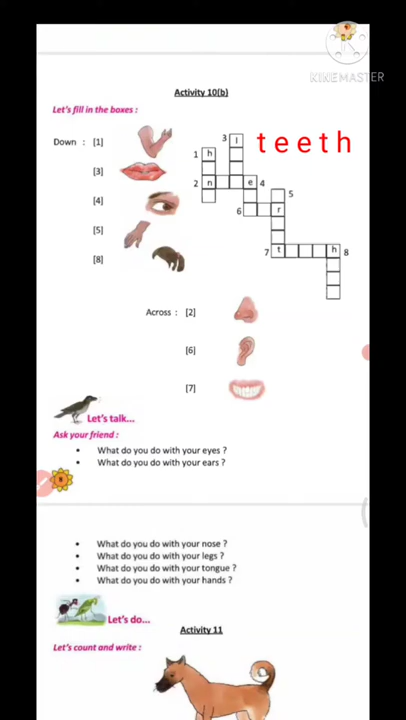 KINEMASTER
Activity 10(b)
Let's fill in the boxes :
Down : [1]
[3]
[4]
[5]
[8]
3 l
t e e t h
1 h
2 n e 4
5
6 r
7 t h 8
Across : [2]
[6]
[7]
Let's talk...
Ask your friend :
• What do you do with your eyes ?
• What do you do with your ears ?
8
• What do you do with your nose ?
• What do you do with your legs ?
• What do you do with your tongue ?
• What do you do with your hands ?
Let's do...
Activity 11
Let's count and write :